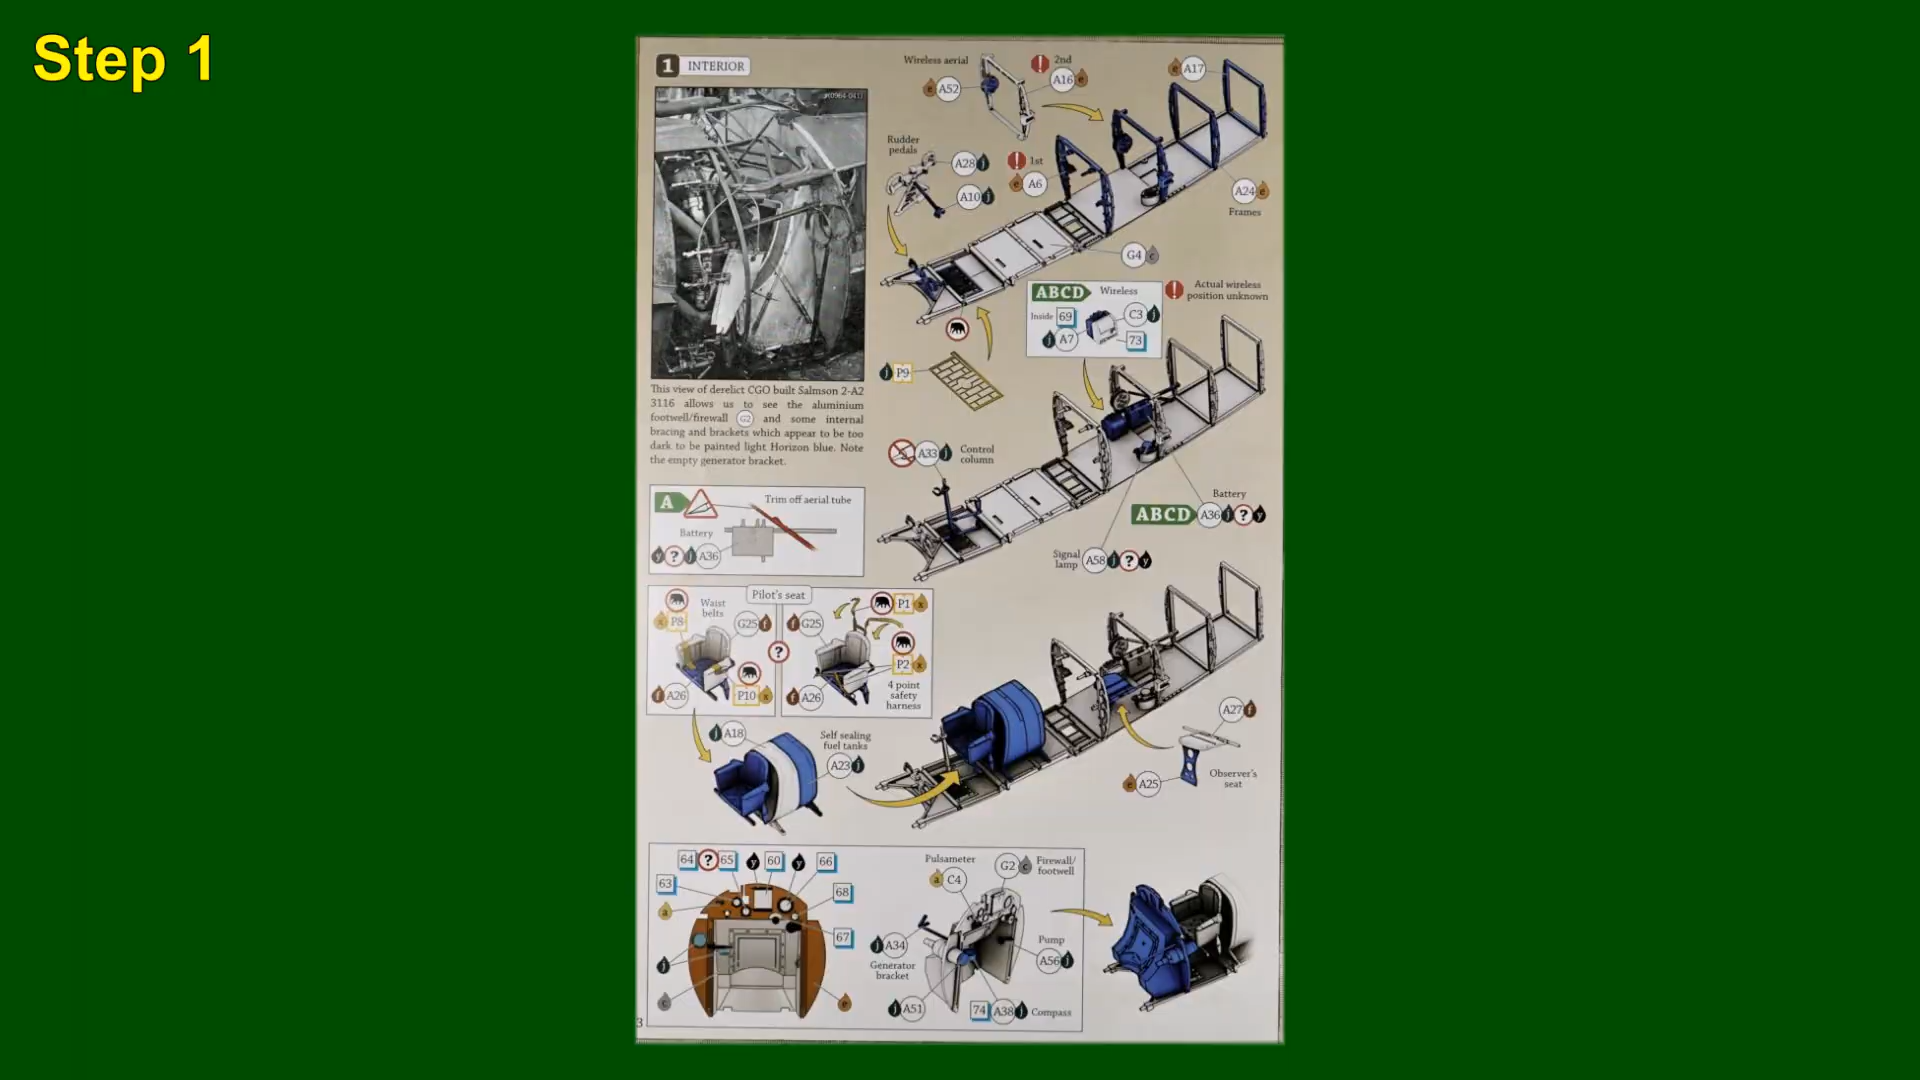 Step 1
1 INTERIOR
Wireless aerial
e A52
2nd
A16 e
e A17
Rudder
pedals
A28 j
1st
e A6
A10 j
A24 e
Frames
G4 c
ABCD Wireless
Inside 69
C3 j
j A7
73
Actual wireless
position unknown
j P9
This view of derelict CGO built Salmson 2-A2
3116 allows us to see the aluminium
footwell/firewall G2 and some internal
bracing and brackets which appear to be too
dark to be painted light Horizon blue. Note
the empty generator bracket.
A33 j
Control
column
A
Trim off aerial tube
Battery
y ? j A36
Battery
ABCD A36 j ? y
Signal
lamp
A58 j ? y
Pilot's seat
Waist
belts
x P8
G25 f
f A26
P10 x
?
f G25
P1 x
P2 x
f A26
4 point
safety
harness
j A18
Self sealing
fuel tanks
A23 j
A27 f
e A25
Observer's
seat
64 ? 65 y 60 y 66
63
68
a
67
j
c
e
Pulsameter
a C4
G2 c
Firewall/
footwell
j A34
Generator
bracket
Pump
A56 j
j A51
74 A38 j Compass
3